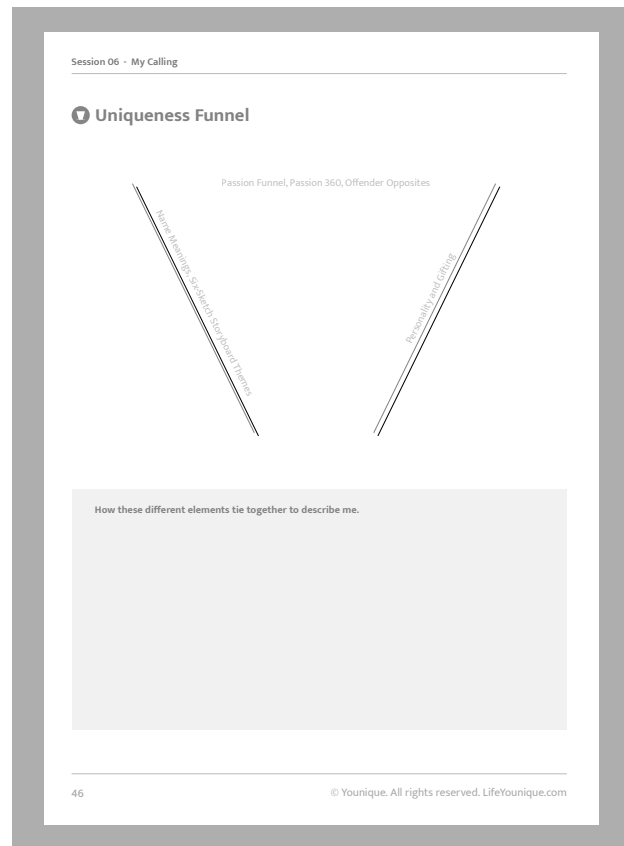 Session 06 - My Calling
Uniqueness Funnel
Passion Funnel, Passion 360, Offender Opposites
Name Meanings, Six-Sketch Storyboard Themes
Personality and Gifting
How these different elements tie together to describe me.
46
© Younique. All rights reserved. LifeYounique.com